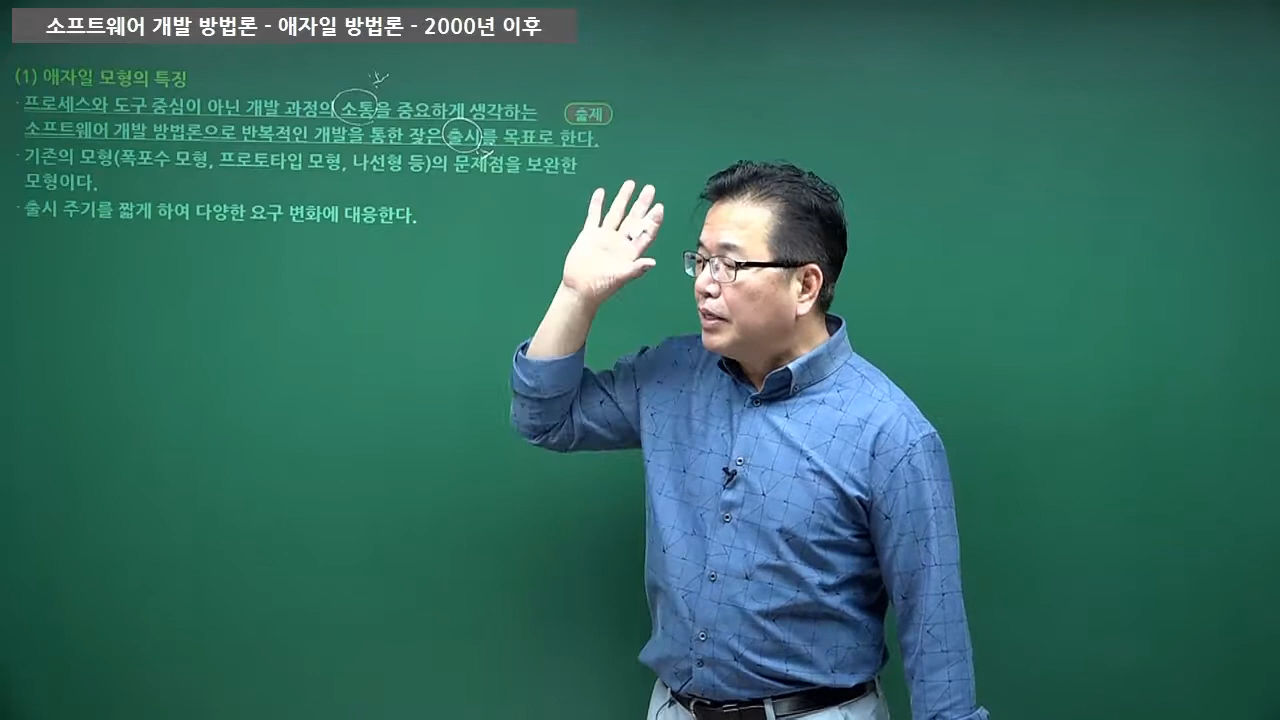 소프트웨어 개발 방법론 - 애자일 방법론 - 2000년 이후
(1) 애자일 모형의 특징
· 프로세스와 도구 중심이 아닌 개발 과정의 소통을 중요하게 생각하는 출제
소프트웨어 개발 방법론으로 반복적인 개발을 통한 잦은 출시를 목표로 한다.
· 기존의 모형(폭포수 모형, 프로토타입 모형, 나선형 등)의 문제점을 보완한
모형이다.
· 출시 주기를 짧게 하여 다양한 요구 변화에 대응한다.